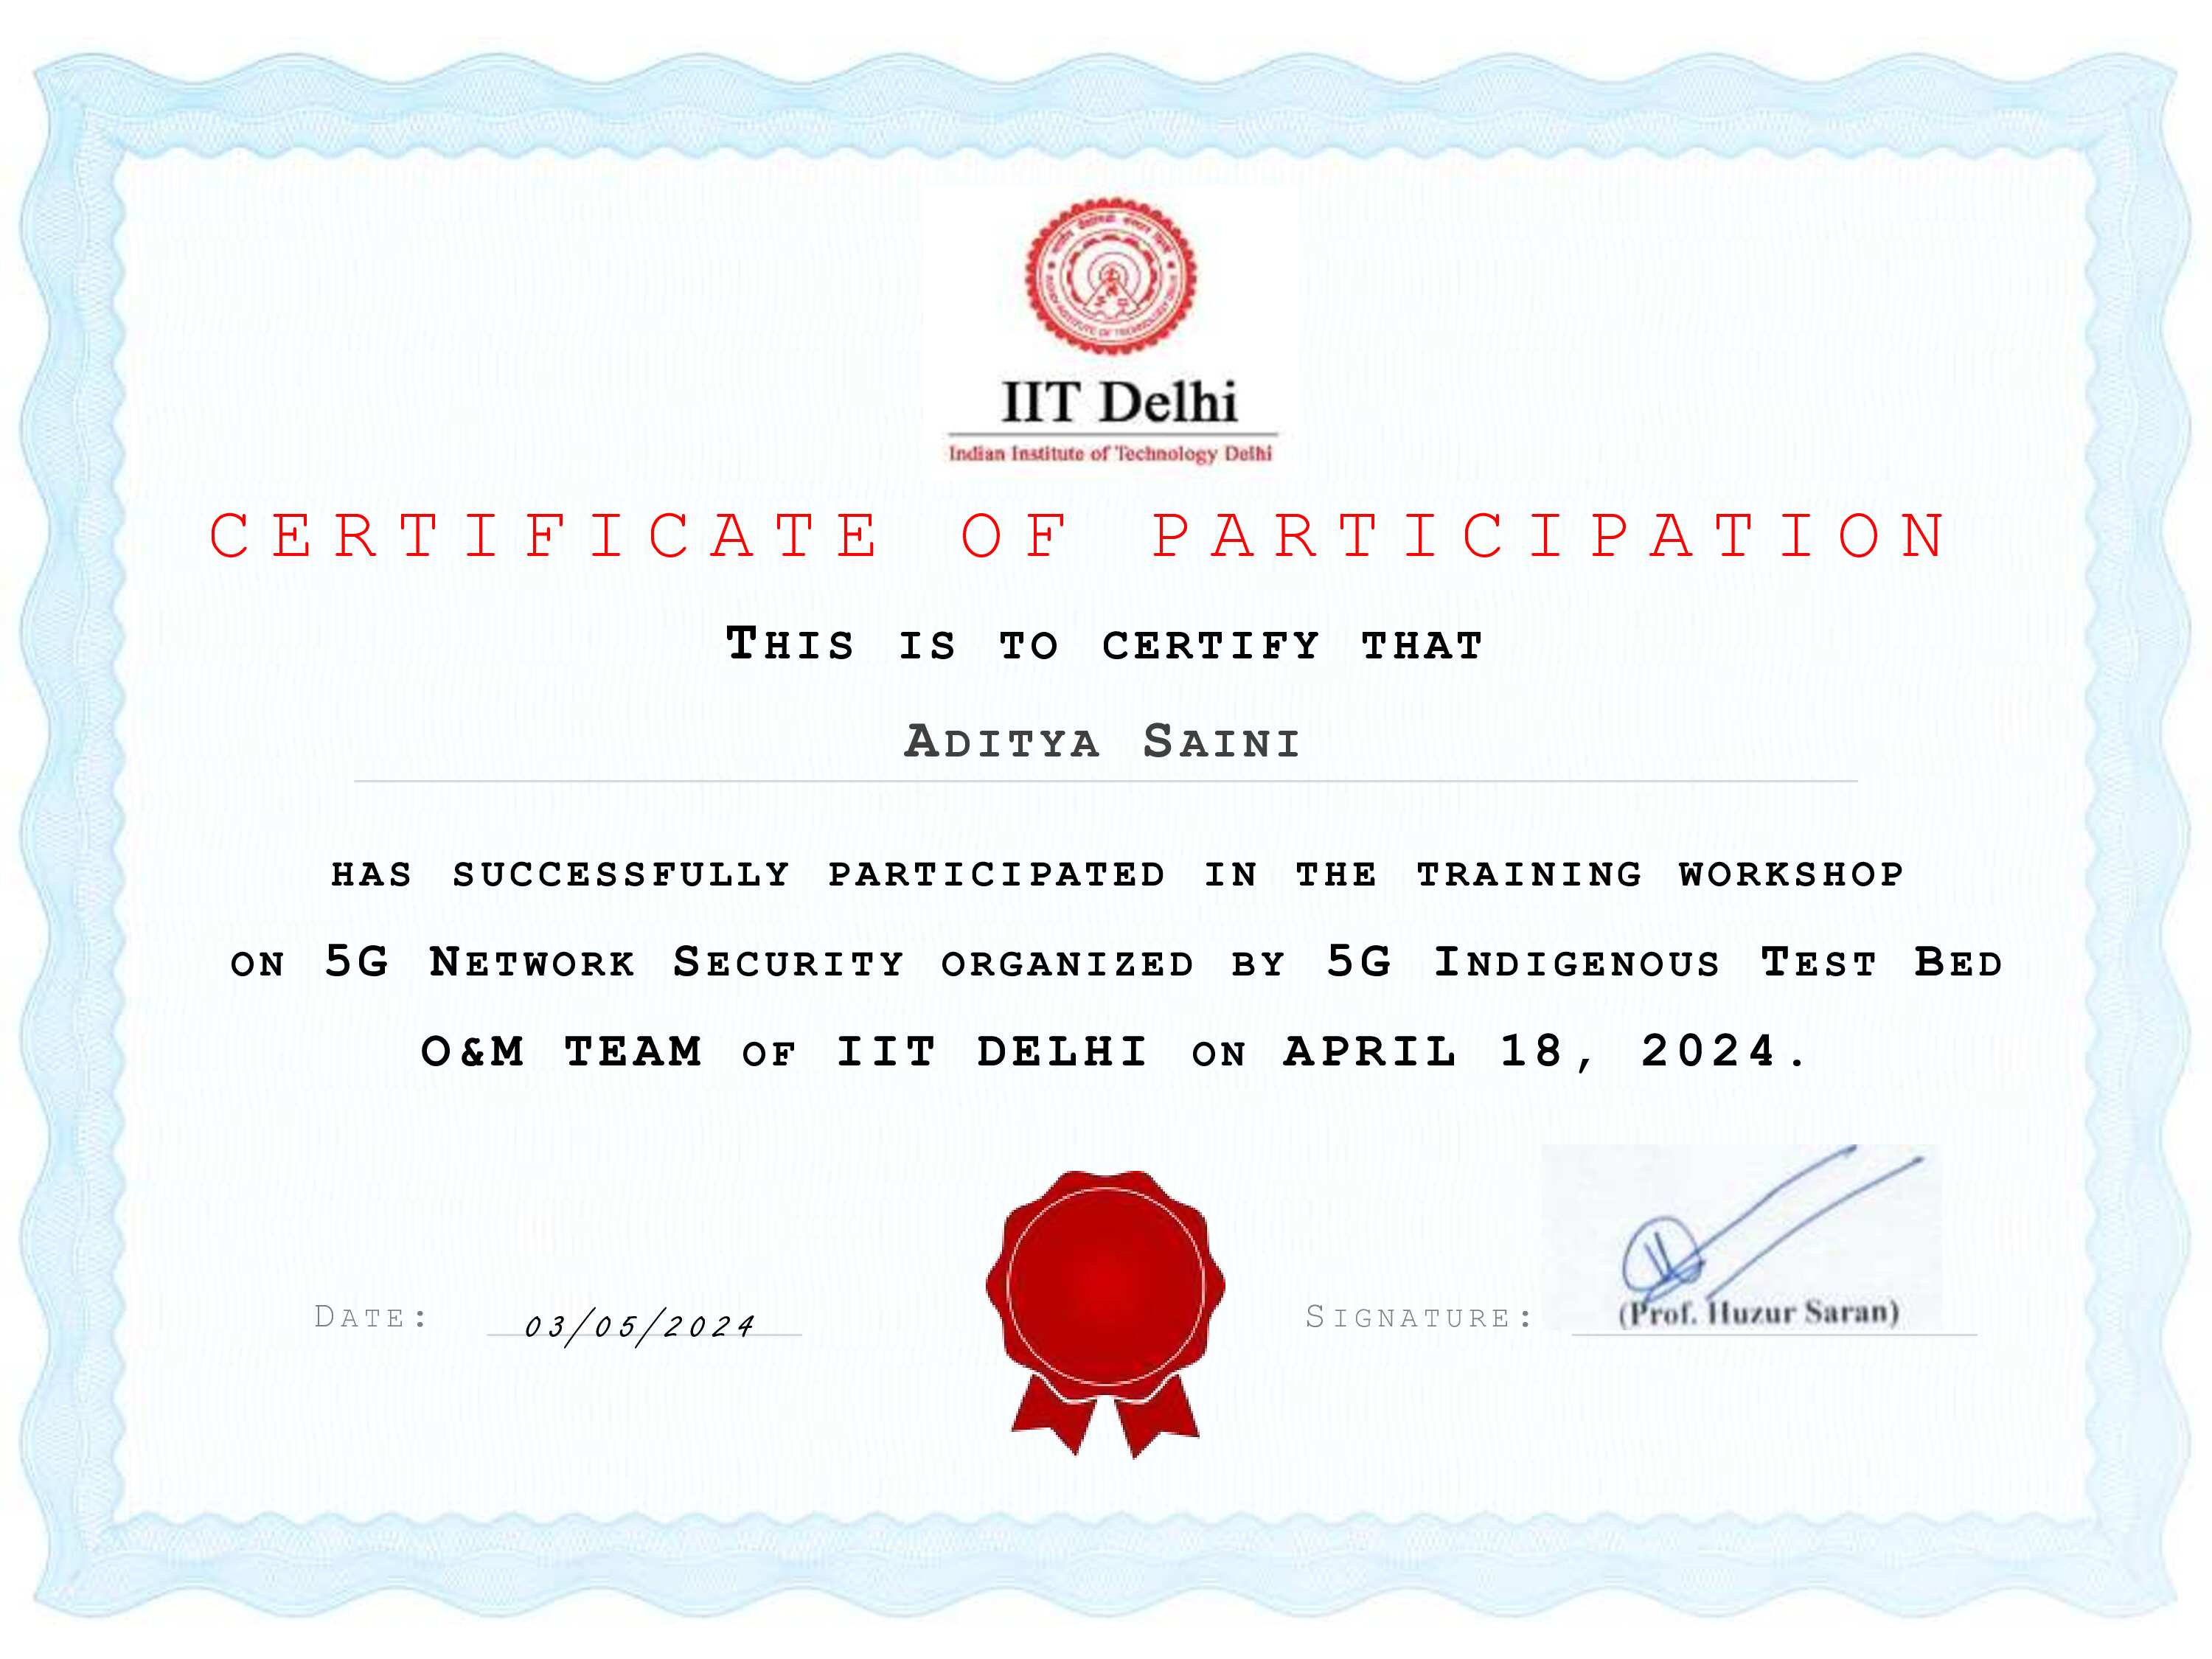 IIT Delhi
Indian Institute of Technology Delhi
CERTIFICATE OF PARTICIPATION
THIS IS TO CERTIFY THAT
ADITYA SAINI
HAS SUCCESSFULLY PARTICIPATED IN THE TRAINING WORKSHOP
ON 5G NETWORK SECURITY ORGANIZED BY 5G INDIGENOUS TEST BED
O&M TEAM OF IIT DELHI ON APRIL 18, 2024.
DATE: 03/05/2024
SIGNATURE: (Prof. Huzur Saran)